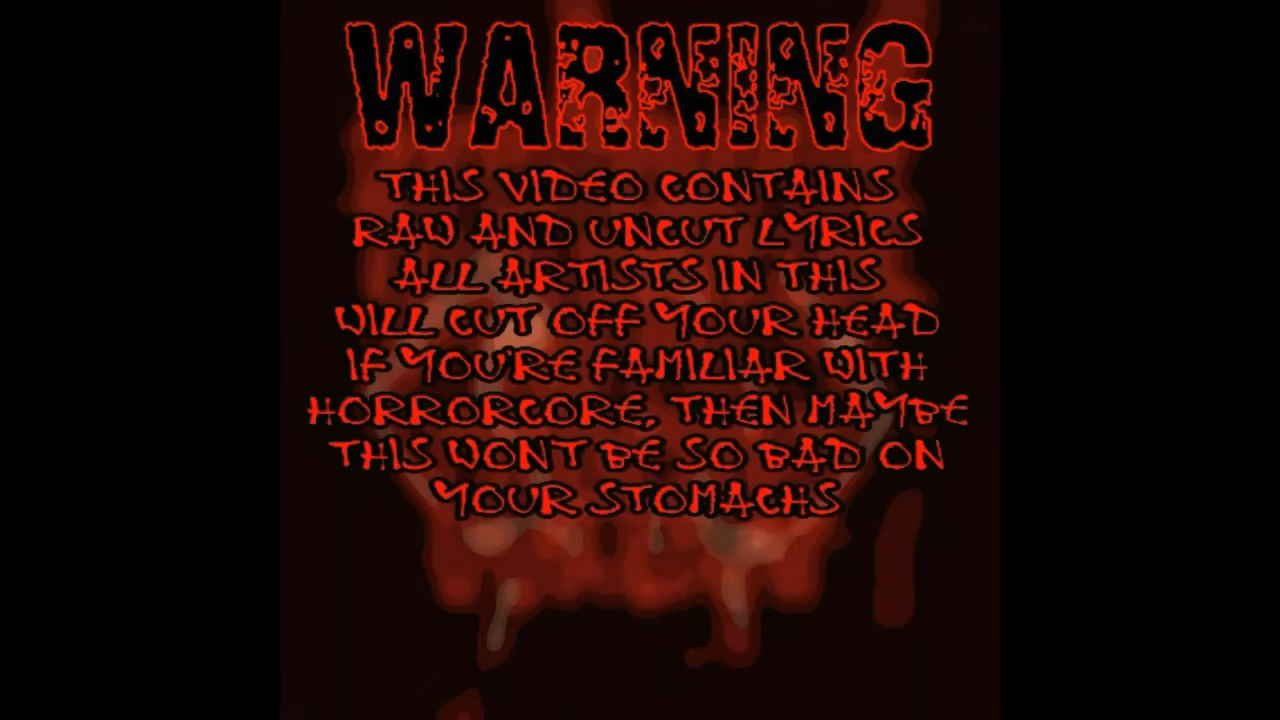 WARNING
THIS VIDEO CONTAINS
RAW AND UNCUT LYRICS
ALL ARTISTS IN THIS
WILL CUT OFF YOUR HEAD
IF YOU'RE FAMILIAR WITH
HORRORCORE, THEN MAYBE
THIS WONT BE SO BAD ON
YOUR STOMACHS